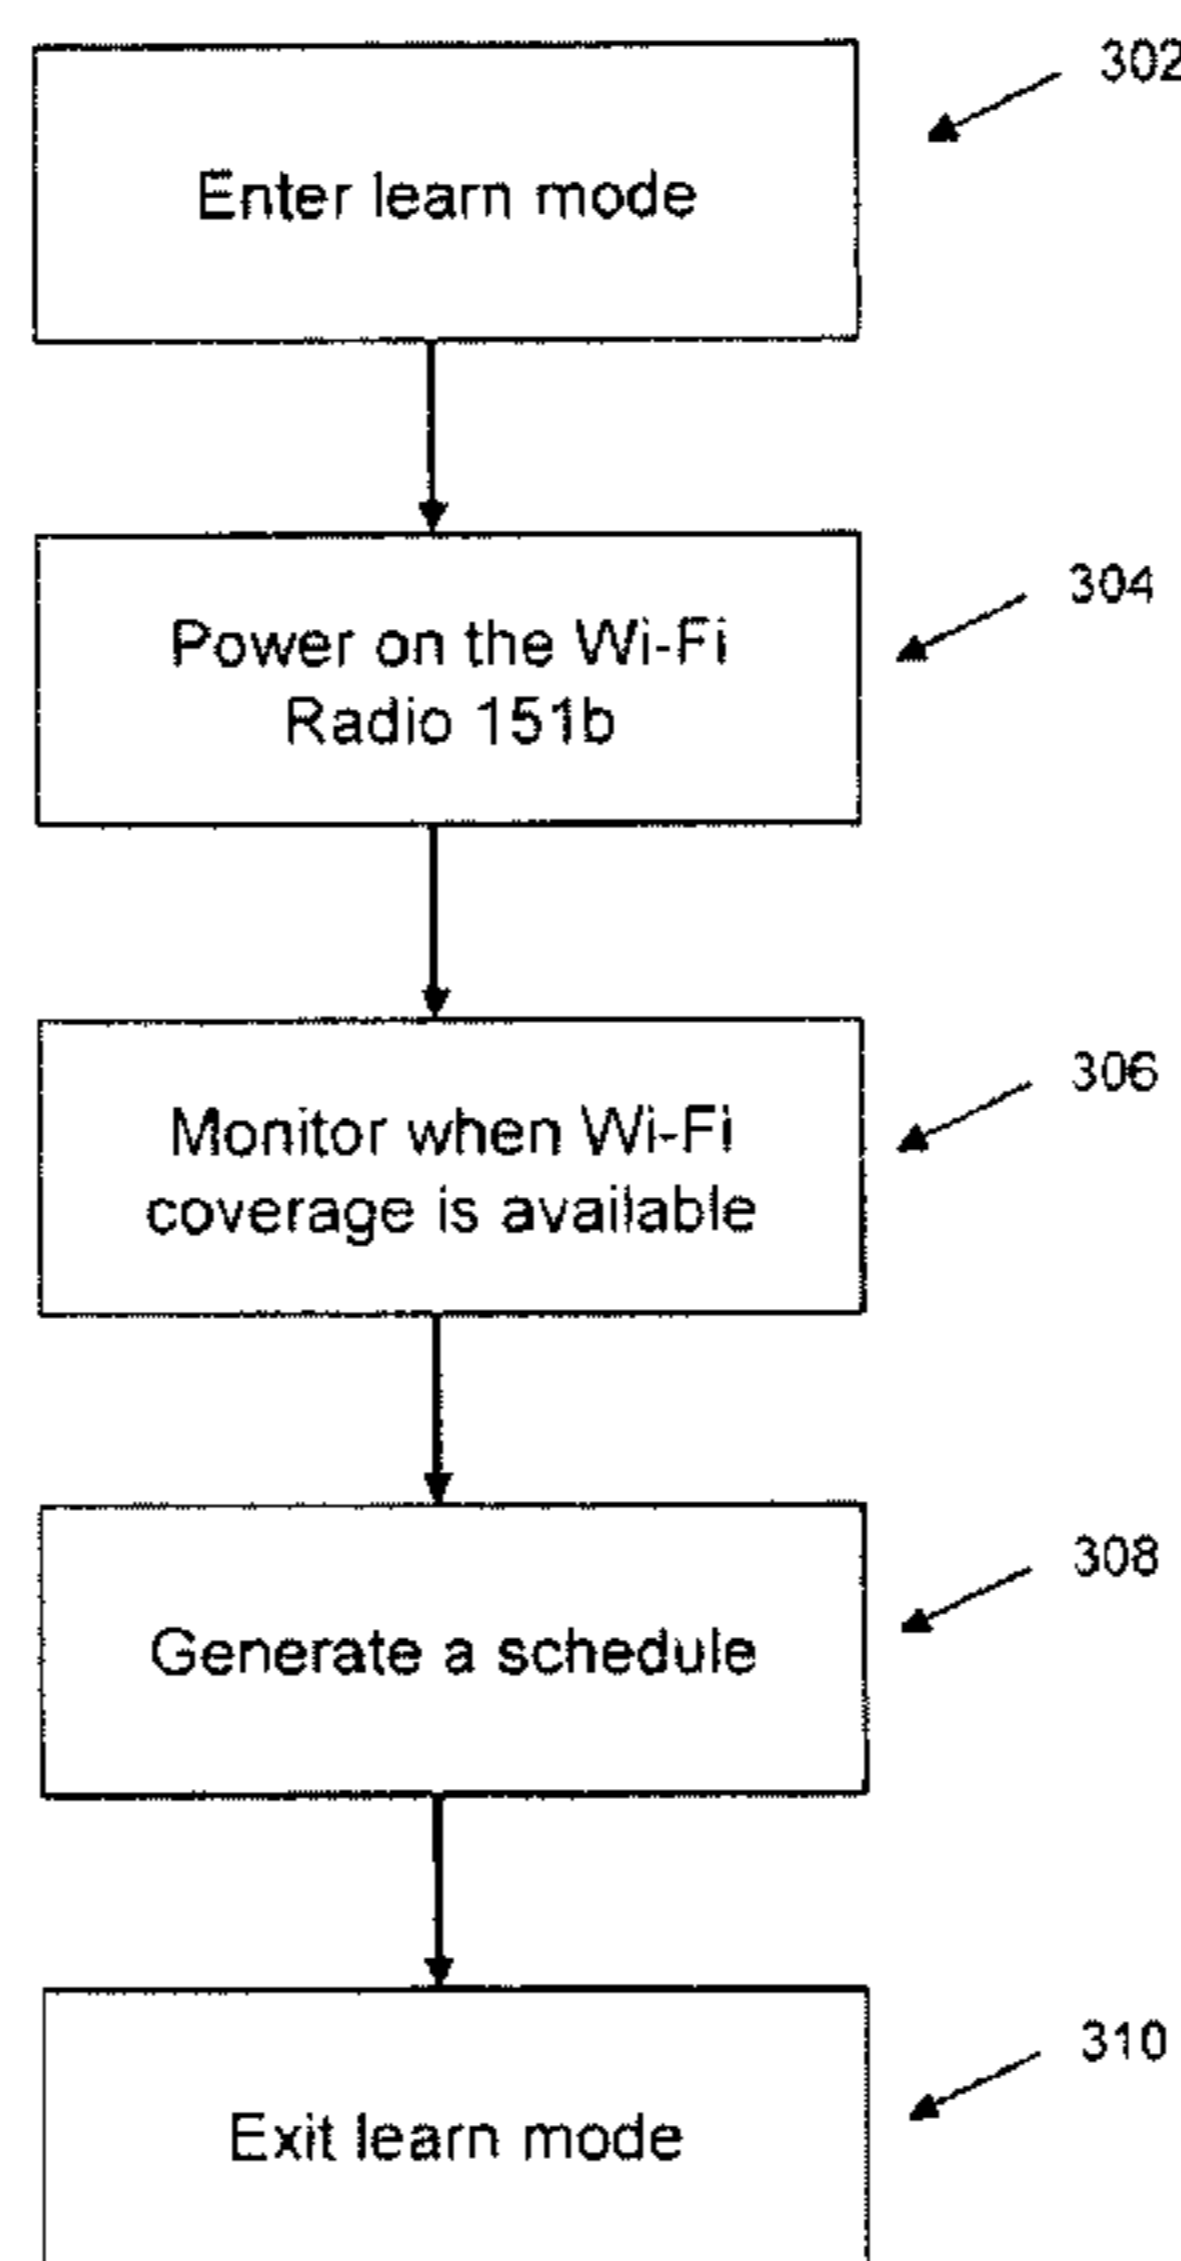 302
Enter learn mode
304
Power on the Wi-Fi
Radio 151b
306
Monitor when Wi-Fi
coverage is available
308
Generate a schedule
310
Exit learn mode